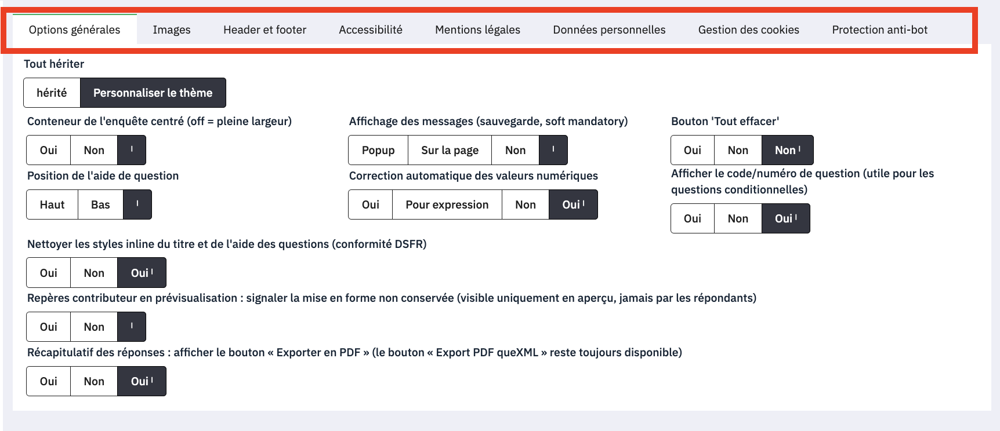 Options générales Images Header et footer Accessibilité Mentions légales Données personnelles Gestion des cookies Protection anti-bot
Tout hériter
hérité Personnaliser le thème
Conteneur de l'enquête centré (off = pleine largeur)
Oui Non I
Affichage des messages (sauvegarde, soft mandatory)
Popup Sur la page Non I
Bouton 'Tout effacer'
Oui Non Non I
Position de l'aide de question
Haut Bas I
Correction automatique des valeurs numériques
Oui Pour expression Non Oui I
Afficher le code/numéro de question (utile pour les
questions conditionnelles)
Oui Non Oui I
Nettoyer les styles inline du titre et de l'aide des questions (conformité DSFR)
Oui Non Oui I
Repères contributeur en prévisualisation : signaler la mise en forme non conservée (visible uniquement en aperçu, jamais par les répondants)
Oui Non I
Récapitulatif des réponses : afficher le bouton « Exporter en PDF » (le bouton « Export PDF queXML » reste toujours disponible)
Oui Non Oui I